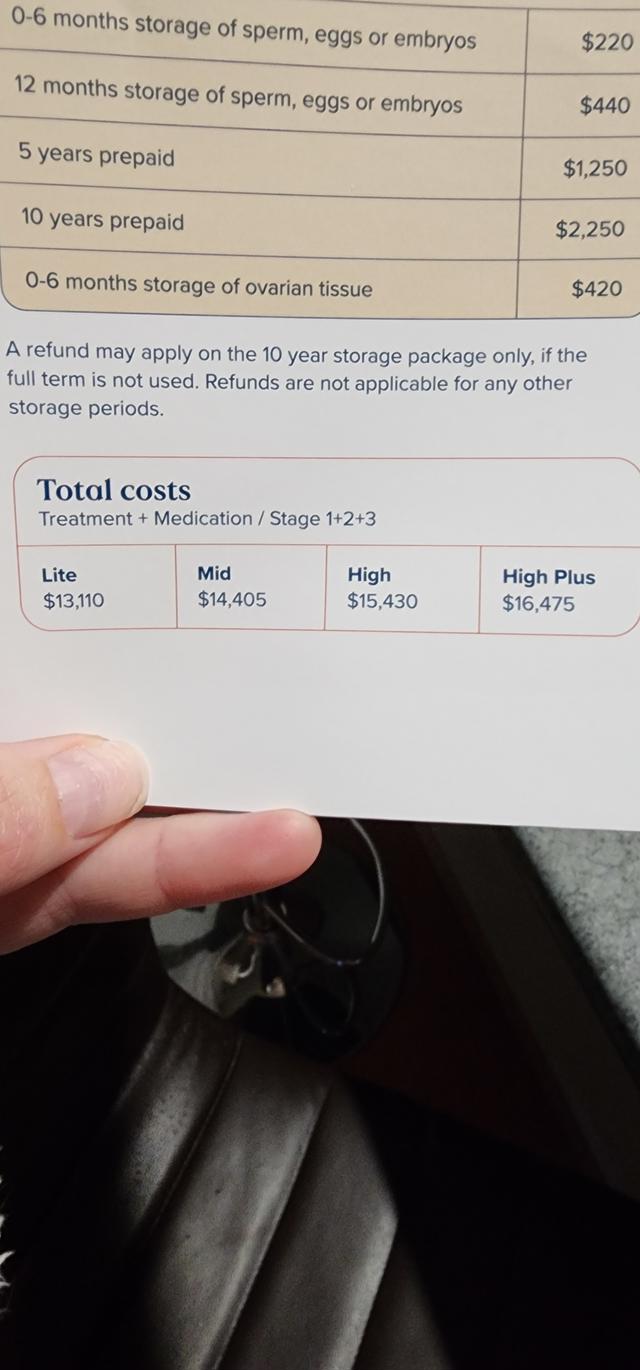 0-6 months storage of sperm, eggs or embryos $220
12 months storage of sperm, eggs or embryos $440
5 years prepaid $1,250
10 years prepaid $2,250
0-6 months storage of ovarian tissue $420
A refund may apply on the 10 year storage package only, if the
full term is not used. Refunds are not applicable for any other
storage periods.
Total costs
Treatment + Medication / Stage 1+2+3
Lite Mid High High Plus
$13,110 $14,405 $15,430 $16,475